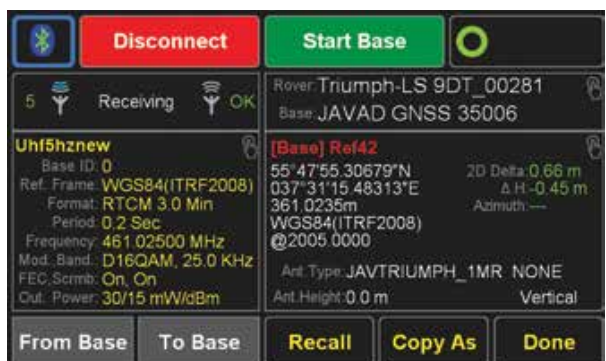 Disconnect
Start Base
5 Receiving OK
Rover: Triumph-LS 9DT_00281
Base: JAVAD GNSS 35006
Uhf5hznew
Base ID: 0
Ref. Frame: WGS84(ITRF2008)
Format: RTCM 3.0 Min
Period: 0.2 Sec
Frequency: 461.02500 MHz
Mod.,Band.: D16QAM, 25.0 KHz
FEC,Scrmb: On, On
Out. Power: 30/15 mW/dBm
[Base] Ref42
55°47'55.30679"N
037°31'15.48313"E
361.0235m
WGS84(ITRF2008)
@2005.0000
2D Delta: 0.66 m
Δ H: -0.45 m
Azimuth: ---
Ant.Type: JAVTRIUMPH_1MR NONE
Ant.Height: 0.0 m Vertical
From Base
To Base
Recall
Copy As
Done